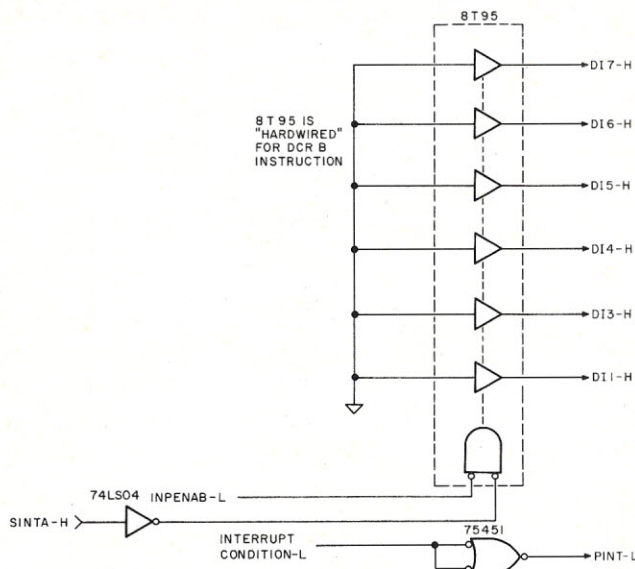 8T95
DI7-H
8T95 IS
"HARDWIRED"
FOR DCR B
INSTRUCTION
DI6-H
DI5-H
DI4-H
DI3-H
DI1-H
74LS04
INPENAB-L
SINTA-H
INTERRUPT
CONDITION-L
75451
PINT-L